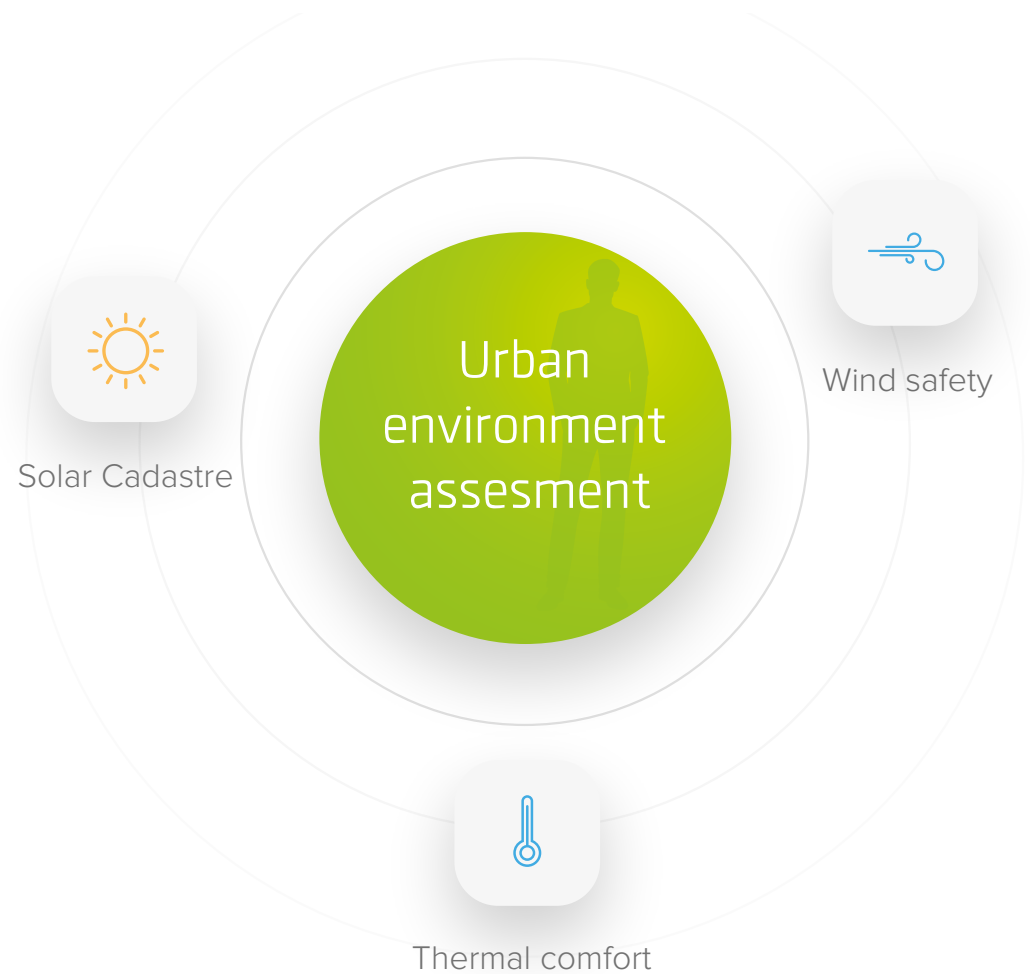 Urban
environment
assesment
Wind safety
Solar Cadastre
Thermal comfort